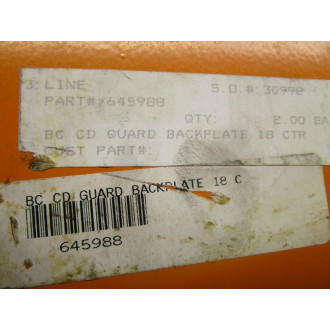 3: LINE S.O.#: 30992
PART#: 645988
QTY: 2.00 EA
BC CD GUARD BACKPLATE 18 CTR
CUST PART#:
BC CD GUARD BACKPLATE 18 C
645988